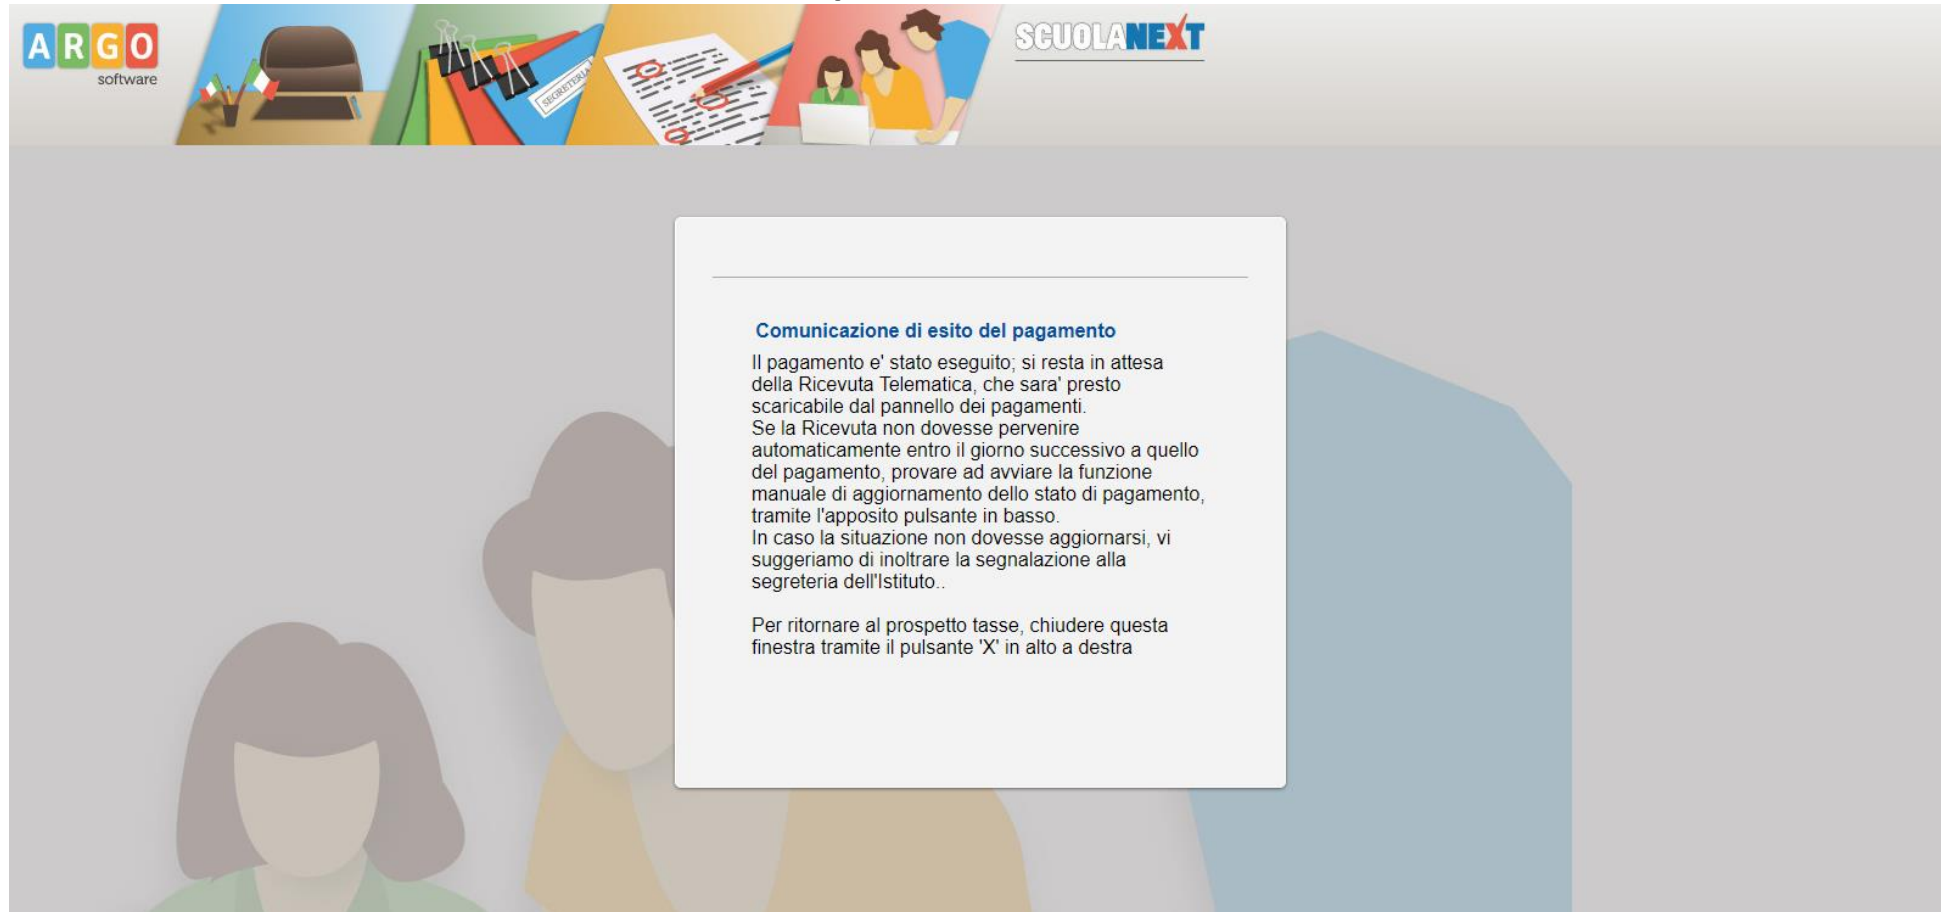 ARGO
software
SEGRETERIA
SCUOLANEXT
Comunicazione di esito del pagamento
Il pagamento e' stato eseguito; si resta in attesa
della Ricevuta Telematica, che sara' presto
scaricabile dal pannello dei pagamenti.
Se la Ricevuta non dovesse pervenire
automaticamente entro il giorno successivo a quello
del pagamento, provare ad avviare la funzione
manuale di aggiornamento dello stato di pagamento,
tramite l'apposito pulsante in basso.
In caso la situazione non dovesse aggiornarsi, vi
suggeriamo di inoltrare la segnalazione alla
segreteria dell'Istituto..
Per ritornare al prospetto tasse, chiudere questa
finestra tramite il pulsante 'X' in alto a destra